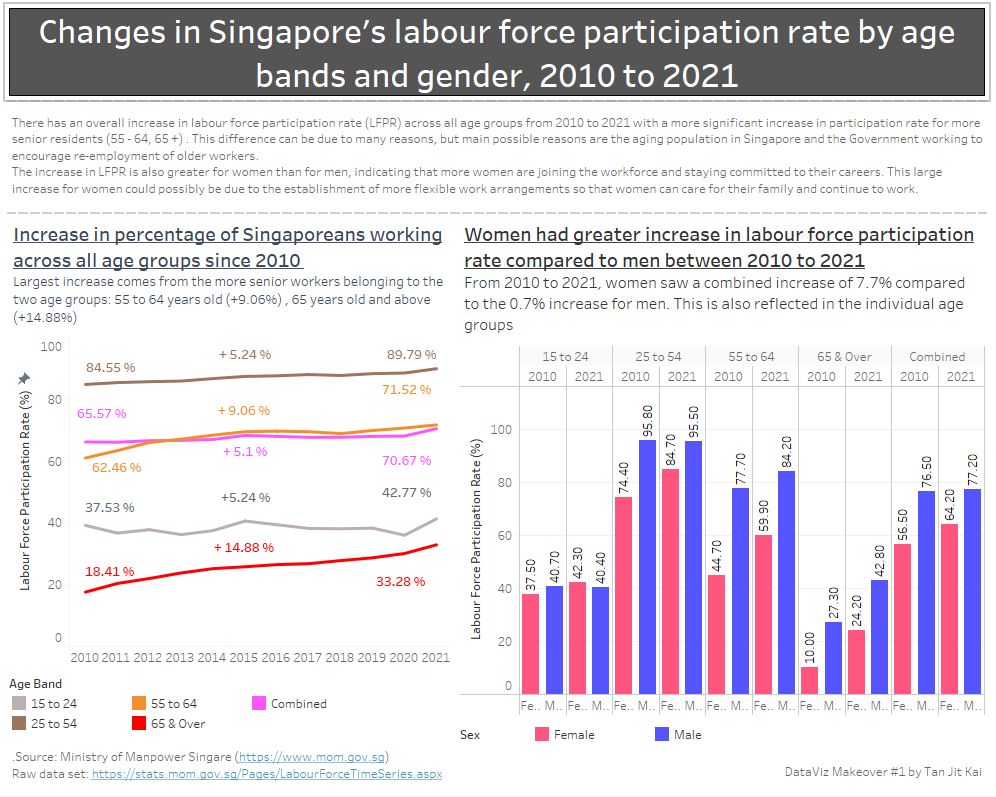 Changes in Singapore's labour force participation rate by age
bands and gender, 2010 to 2021
There has an overall increase in labour force participation rate (LFPR) across all age groups from 2010 to 2021 with a more significant increase in participation rate for more
senior residents (55 - 64, 65 +) . This difference can be due to many reasons, but main possible reasons are the aging population in Singapore and the Government working to
encourage re-employment of older workers.
The increase in LFPR is also greater for women than for men, indicating that more women are joining the workforce and staying committed to their careers. This large
increase for women could possibly be due to the establishment of more flexible work arrangements so that women can care for their family and continue to work.
Increase in percentage of Singaporeans working
across all age groups since 2010
Largest increase comes from the more senior workers belonging to the
two age groups: 55 to 64 years old (+9.06%) , 65 years old and above
(+14.88%)
100
80
60
40
20
0
Labour Force Participation Rate (%)
84.55 %
+ 5.24 %
89.79 %
71.52 %
65.57 %
+ 9.06 %
62.46 %
+ 5.1 %
70.67 %
37.53 %
+5.24 %
42.77 %
18.41 %
+ 14.88 %
33.28 %
2010 2011 2012 2013 2014 2015 2016 2017 2018 2019 2020 2021
Age Band
15 to 24
55 to 64
Combined
25 to 54
65 & Over
Women had greater increase in labour force participation
rate compared to men between 2010 to 2021
From 2010 to 2021, women saw a combined increase of 7.7% compared
to the 0.7% increase for men. This is also reflected in the individual age
groups
15 to 24 25 to 54 55 to 64 65 & Over Combined
2010 2021 2010 2021 2010 2021 2010 2021 2010 2021
100
80
60
40
20
0
Labour Force Participation Rate (%)
37.50
40.70
42.30
40.40
74.40
95.80
84.70
95.50
44.70
77.70
59.90
84.20
10.00
27.30
24.20
42.80
56.50
76.50
64.20
77.20
Fe.. M.. Fe.. M.. Fe.. M.. Fe.. M.. Fe.. M.. Fe.. M.. Fe.. M.. Fe.. M.. Fe.. M.. Fe.. M..
Sex
Female
Male
.Source: Ministry of Manpower Singare (https://www.mom.gov.sg)
Raw data set: https://stats.mom.gov.sg/Pages/LabourForceTimeSeries.aspx
DataViz Makeover #1 by Tan Jit Kai